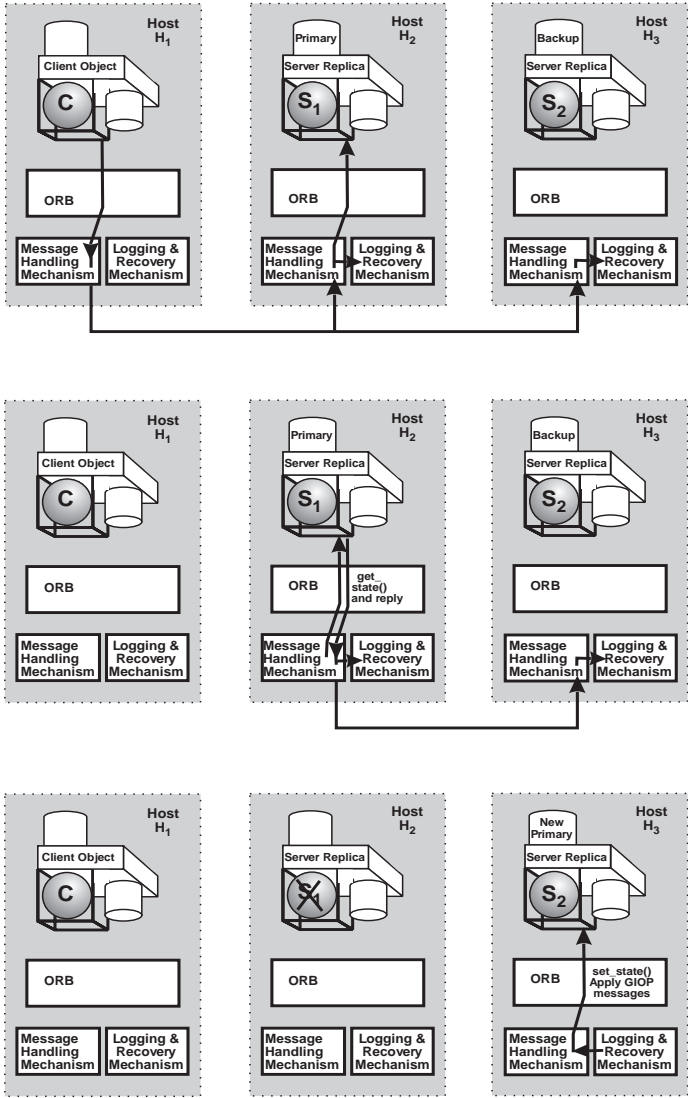 Host
H1
Client Object
C
ORB
Message
Handling
Mechanism
Logging &
Recovery
Mechanism
Host
H2
Primary
Server Replica
S1
ORB
Message
Handling
Mechanism
Logging &
Recovery
Mechanism
Host
H3
Backup
Server Replica
S2
ORB
Message
Handling
Mechanism
Logging &
Recovery
Mechanism
Host
H1
Client Object
C
ORB
Message
Handling
Mechanism
Logging &
Recovery
Mechanism
Host
H2
Primary
Server Replica
S1
ORB
get_
state()
and reply
Message
Handling
Mechanism
Logging &
Recovery
Mechanism
Host
H3
Backup
Server Replica
S2
ORB
Message
Handling
Mechanism
Logging &
Recovery
Mechanism
Host
H1
Client Object
C
ORB
Message
Handling
Mechanism
Logging &
Recovery
Mechanism
Host
H2
Server Replica
S1
ORB
Message
Handling
Mechanism
Logging &
Recovery
Mechanism
Host
H3
New
Primary
Server Replica
S2
ORB
set_state()
Apply GIOP
messages
Message
Handling
Mechanism
Logging &
Recovery
Mechanism